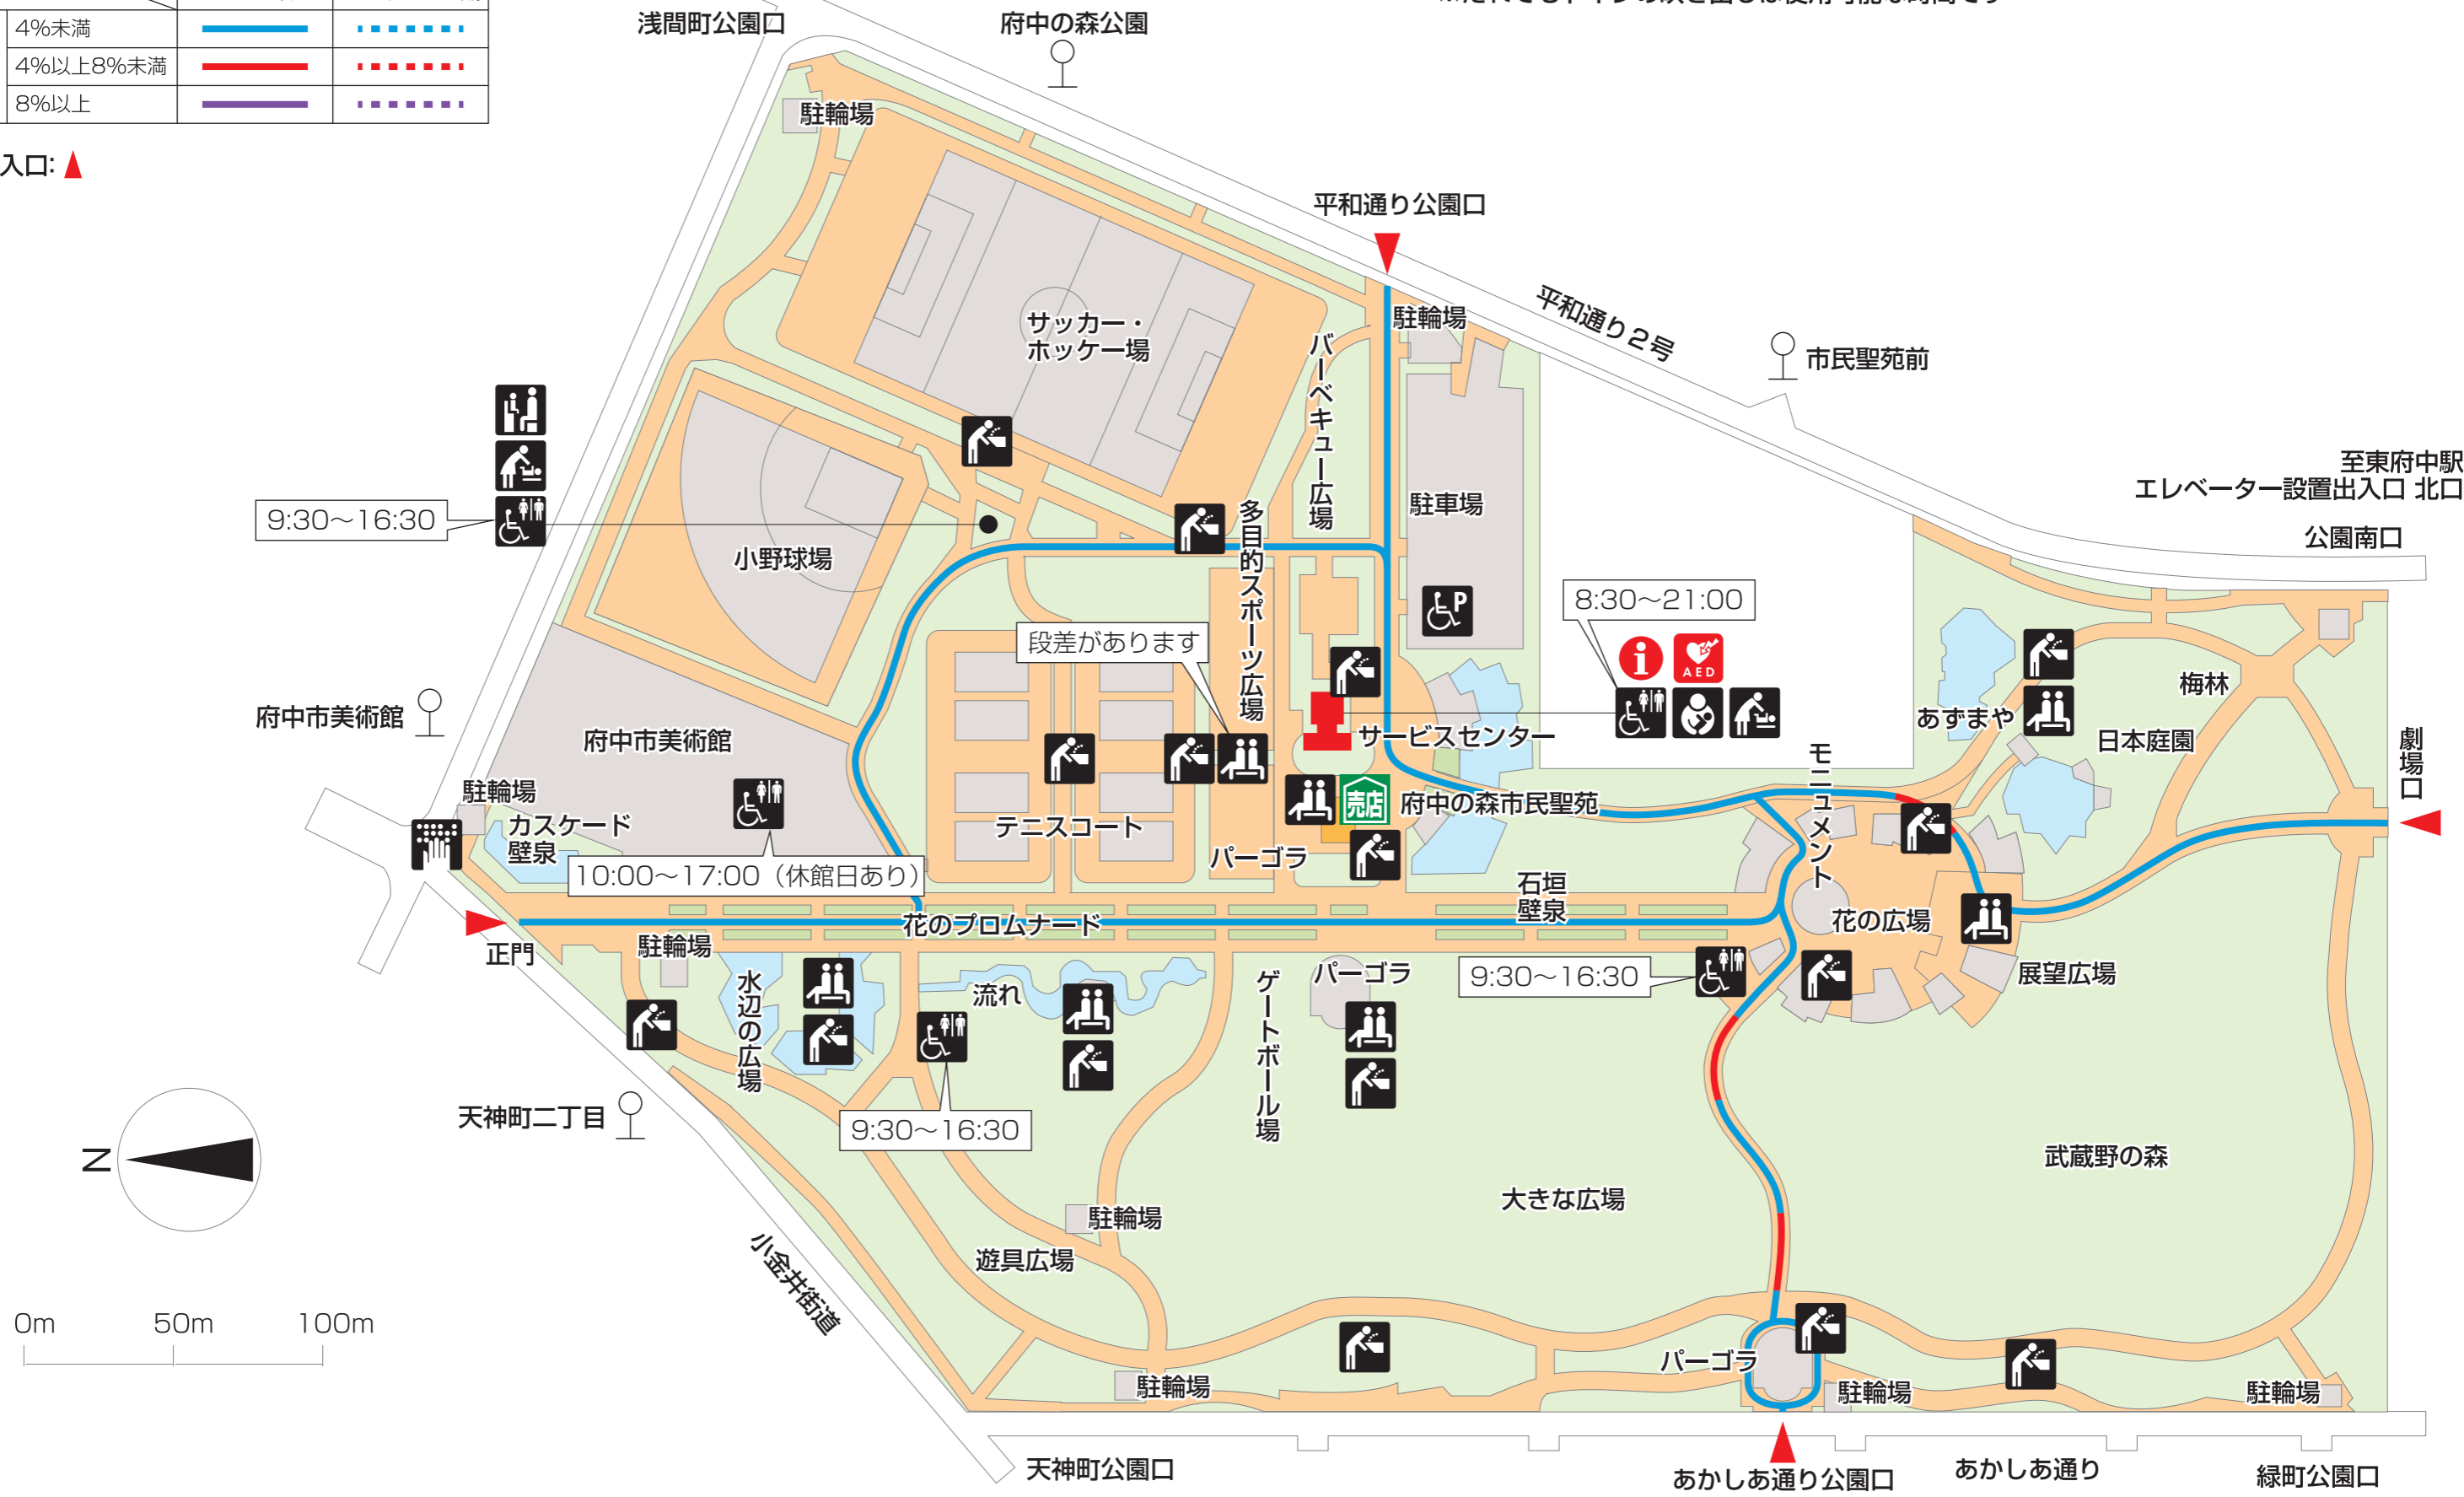 4%未満
4%以上8%未満
8%以上
入口:
浅間町公園口
府中の森公園
駐輪場
平和通り公園口
平和通り2号
市民聖苑前
サッカー・
ホッケー場
バーベキュー広場
駐輪場
駐車場
P
至東府中駅
エレベーター設置出入口 北口
公園南口
9:30〜16:30
小野球場
多目的スポーツ広場
段差があります
8:30〜21:00
i
AED
サービスセンター
府中市美術館
府中市美術館
あずまや
梅林
日本庭園
劇場口
モニュメント
駐輪場
カスケード
壁泉
10:00〜17:00(休館日あり)
テニスコート
パーゴラ
売店
府中の森市民聖苑
石垣
壁泉
花の広場
展望広場
正門
花のプロムナード
駐輪場
水辺の広場
流れ
9:30〜16:30
ゲートボール場
パーゴラ
9:30〜16:30
天神町二丁目
N
小金井街道
駐輪場
遊具広場
大きな広場
武蔵野の森
0m
50m
100m
駐輪場
パーゴラ
駐輪場
駐輪場
天神町公園口
あかしあ通り公園口
あかしあ通り
緑町公園口